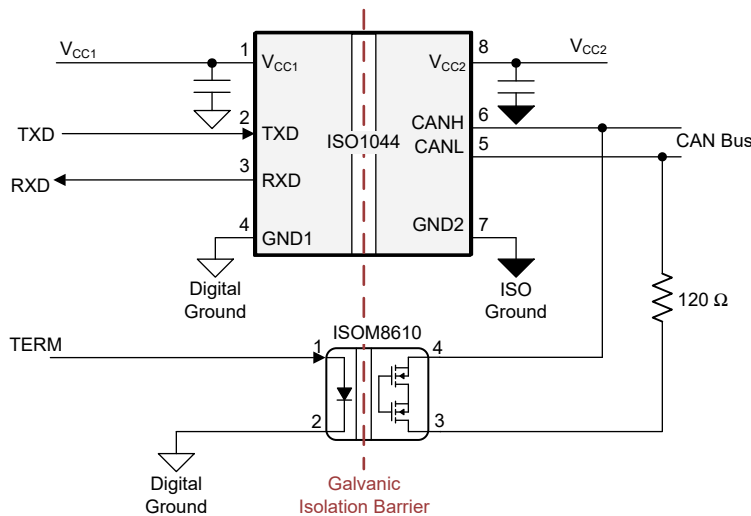 VCC1
1
VCC1
VCC2
8
VCC2
TXD
2
TXD
ISO1044
CANH
6
CANL
5
CAN Bus
RXD
3
RXD
4
GND1
GND2
7
Digital
Ground
ISO
Ground
120 Ω
ISOM8610
TERM
1
4
2
3
Digital
Ground
Galvanic
Isolation Barrier